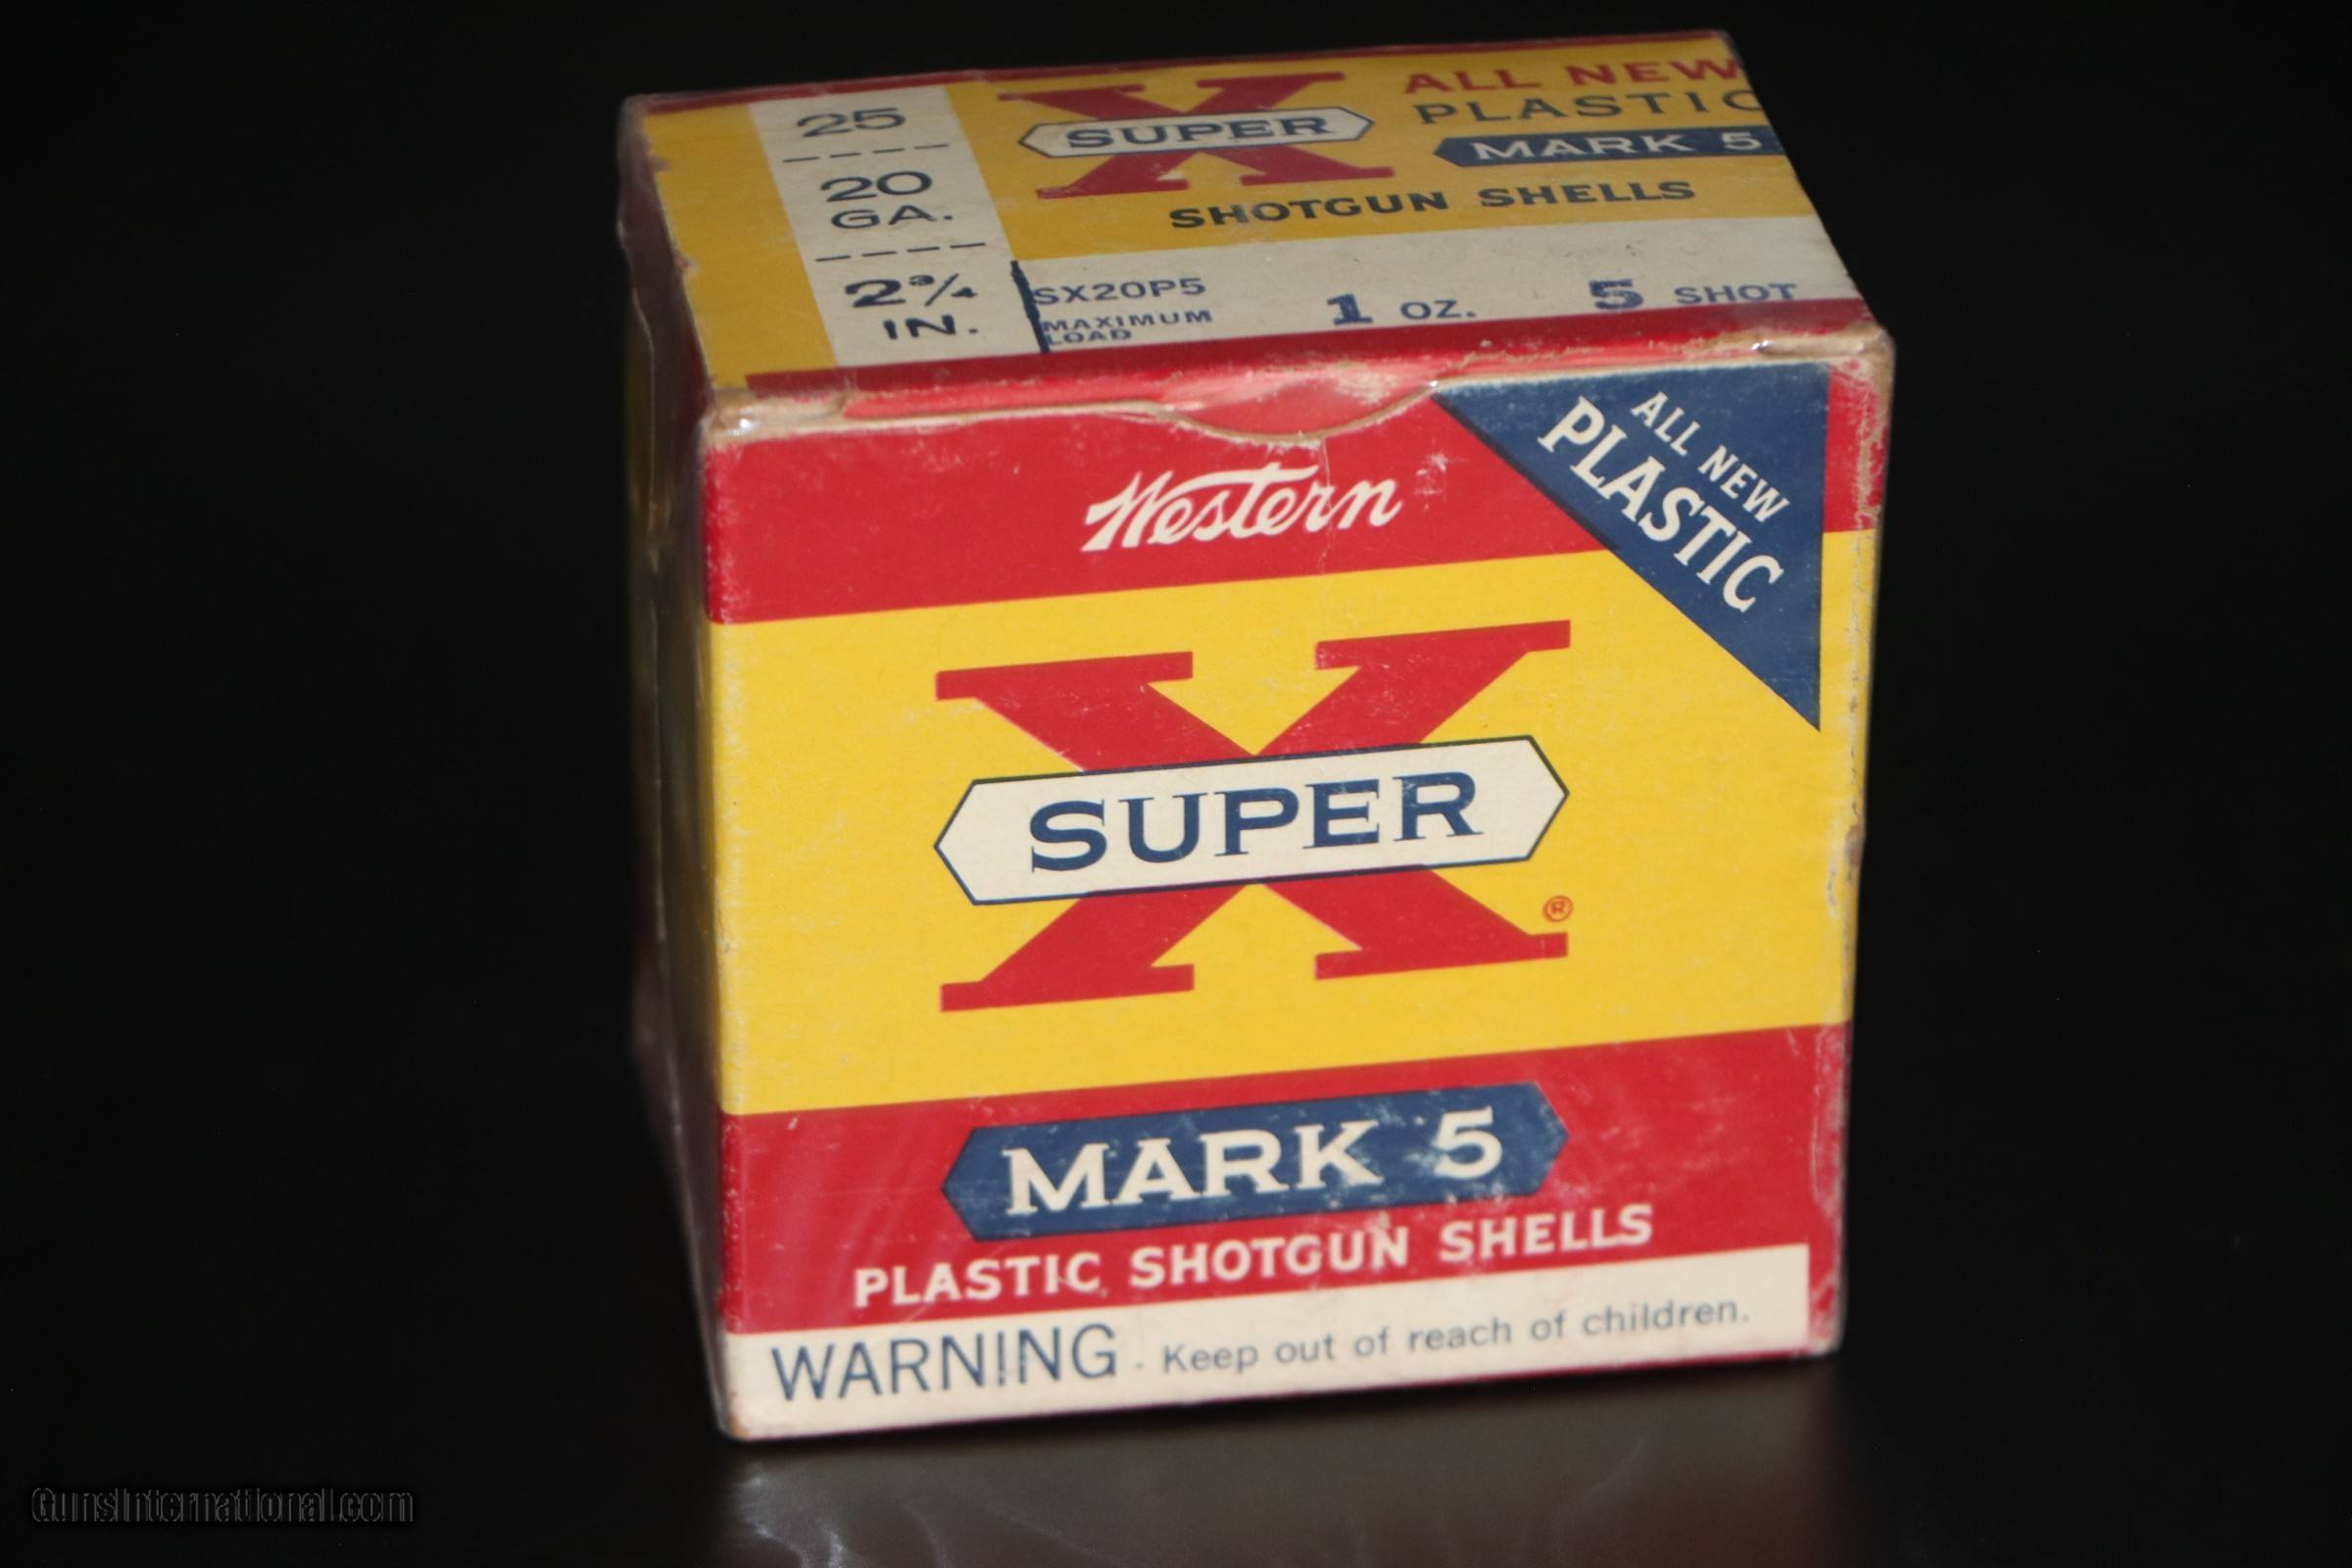 25
20
GA.
2¾
IN.
X
SUPER
ALL NEW
PLASTIC
MARK 5
SHOTGUN SHELLS
SX20P5
MAXIMUM
LOAD
1 OZ. 5 SHOT
Western
ALL NEW
PLASTIC
X
SUPER
®
MARK 5
PLASTIC SHOTGUN SHELLS
WARNING - Keep out of reach of children.
GunsInternational.com